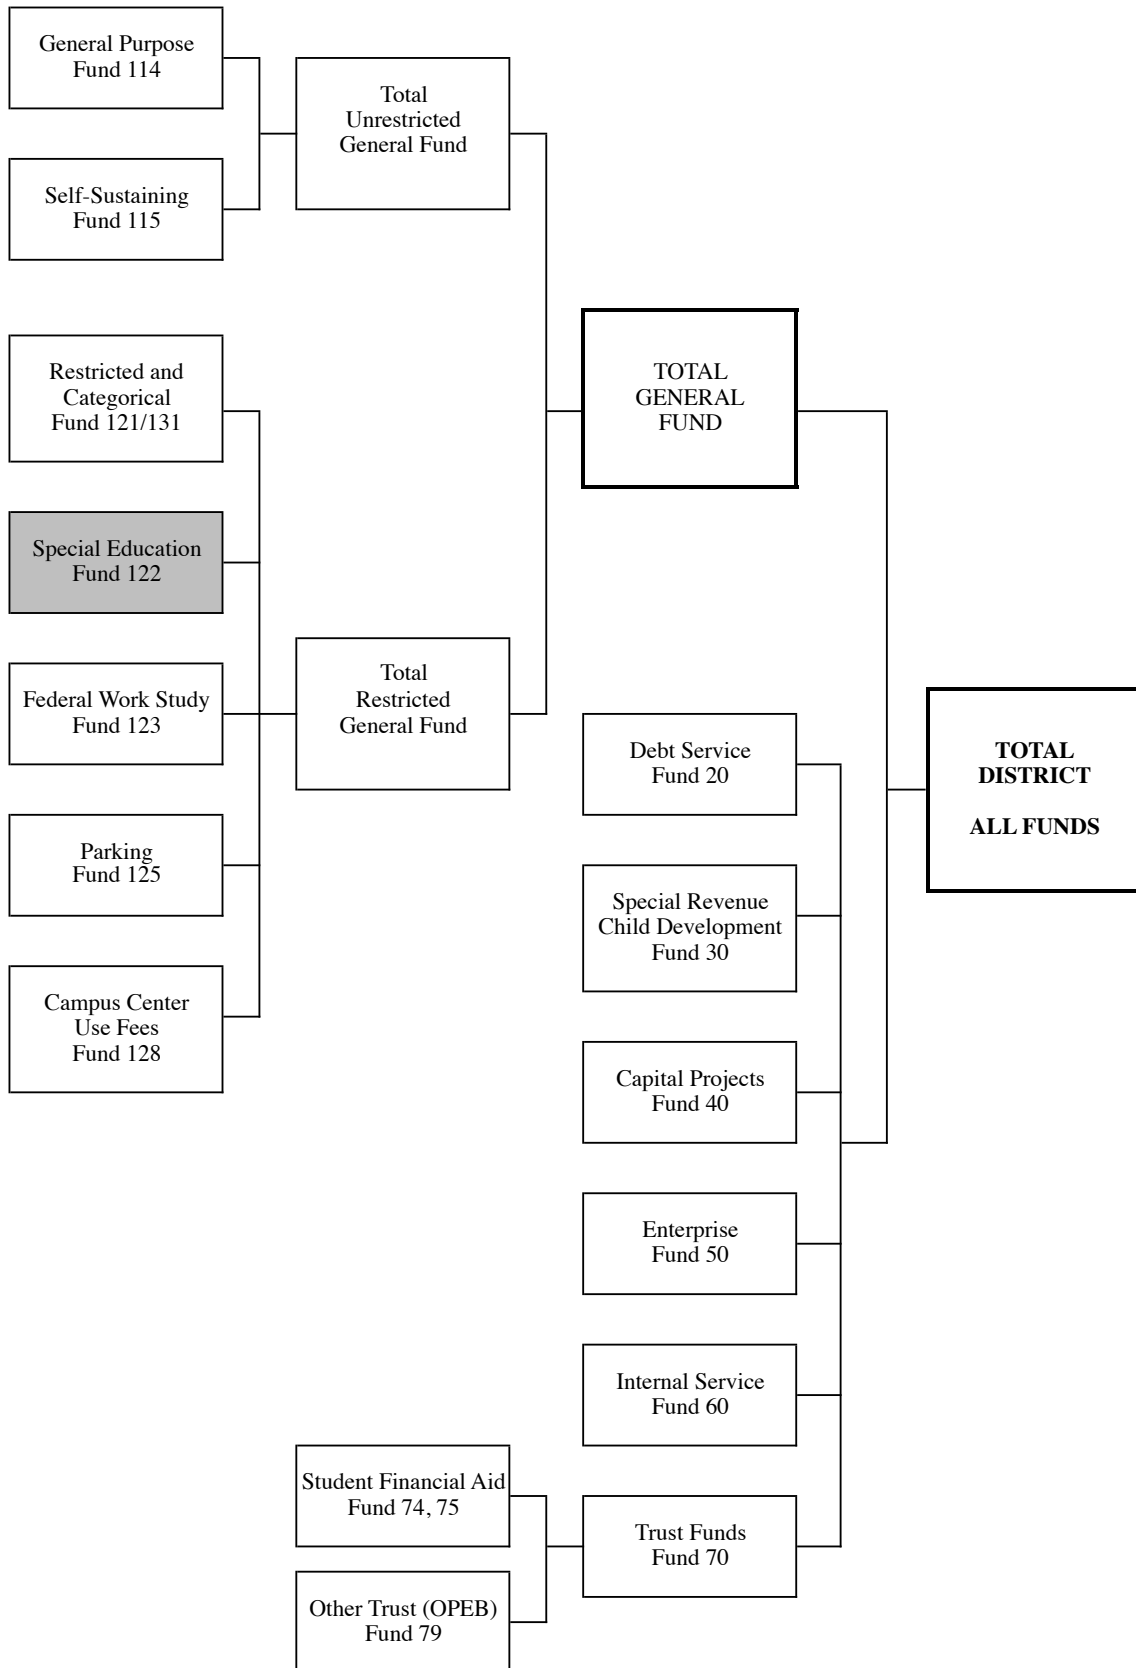 General Purpose
Fund 114
Total
Unrestricted
General Fund
Self-Sustaining
Fund 115
Restricted and
Categorical
Fund 121/131
TOTAL
GENERAL
FUND
Special Education
Fund 122
Total
Restricted
General Fund
Federal Work Study
Fund 123
Debt Service
Fund 20
TOTAL
DISTRICT
ALL FUNDS
Parking
Fund 125
Special Revenue
Child Development
Fund 30
Campus Center
Use Fees
Fund 128
Capital Projects
Fund 40
Enterprise
Fund 50
Internal Service
Fund 60
Student Financial Aid
Fund 74, 75
Trust Funds
Fund 70
Other Trust (OPEB)
Fund 79